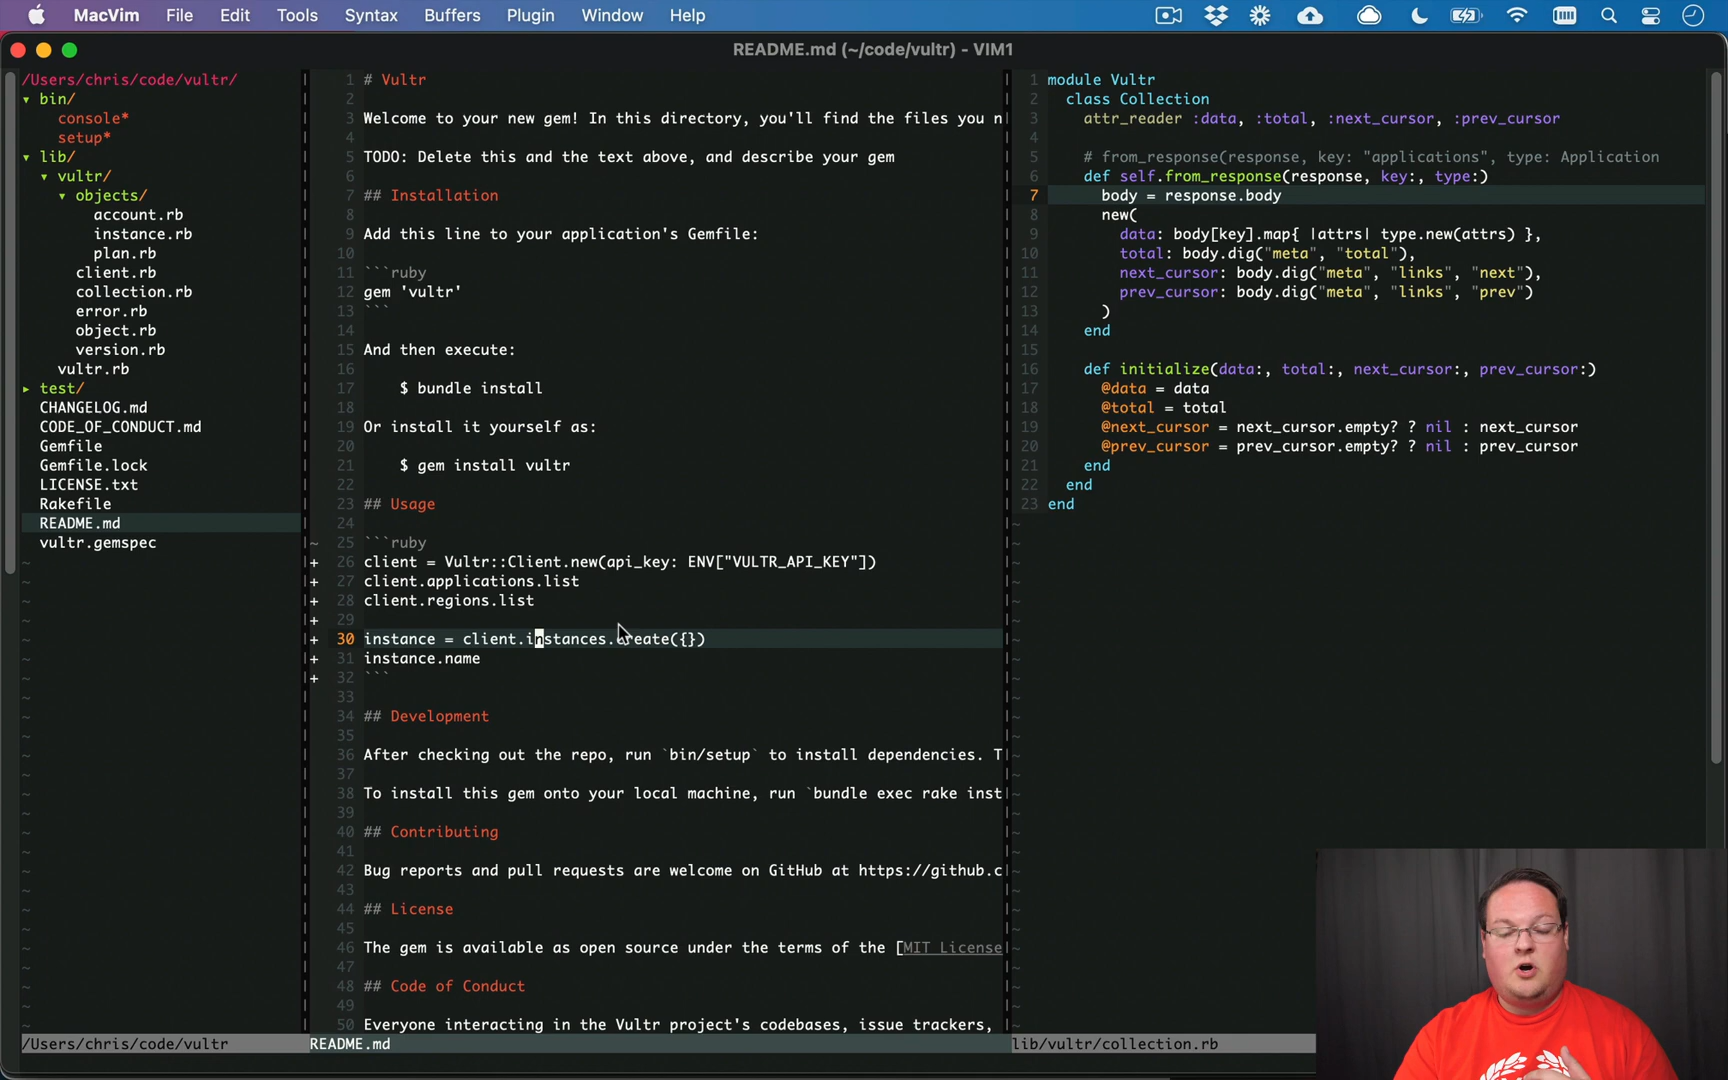 MacVim File Edit Tools Syntax Buffers Plugin Window Help
README.md (~/code/vultr) - VIM1
/Users/chris/code/vultr/
▾ bin/
console*
setup*
▾ lib/
▾ vultr/
▾ objects/
account.rb
instance.rb
plan.rb
client.rb
collection.rb
error.rb
object.rb
version.rb
vultr.rb
▸ test/
CHANGELOG.md
CODE_OF_CONDUCT.md
Gemfile
Gemfile.lock
LICENSE.txt
Rakefile
README.md
vultr.gemspec
/Users/chris/code/vultr
1 # Vultr
2
3 Welcome to your new gem! In this directory, you'll find the files you n
4
5 TODO: Delete this and the text above, and describe your gem
6
7 ## Installation
8
9 Add this line to your application's Gemfile:
10
11 ```ruby
12 gem 'vultr'
13 ```
14
15 And then execute:
16
17 $ bundle install
18
19 Or install it yourself as:
20
21 $ gem install vultr
22
23 ## Usage
24
~ 25 ```ruby
+ 26 client = Vultr::Client.new(api_key: ENV["VULTR_API_KEY"])
+ 27 client.applications.list
+ 28 client.regions.list
+ 29
+ 30 instance = client.instances.create({})
+ 31 instance.name
+ 32 ```
33
34 ## Development
35
36 After checking out the repo, run `bin/setup` to install dependencies. T
37
38 To install this gem onto your local machine, run `bundle exec rake inst
39
40 ## Contributing
41
42 Bug reports and pull requests are welcome on GitHub at https://github.c
43
44 ## License
45
46 The gem is available as open source under the terms of the [MIT License
47
48 ## Code of Conduct
49
50 Everyone interacting in the Vultr project's codebases, issue trackers,
README.md
1 module Vultr
2 class Collection
3 attr_reader :data, :total, :next_cursor, :prev_cursor
4
5 # from_response(response, key: "applications", type: Application
6 def self.from_response(response, key:, type:)
7 body = response.body
8 new(
9 data: body[key].map{ |attrs| type.new(attrs) },
10 total: body.dig("meta", "total"),
11 next_cursor: body.dig("meta", "links", "next"),
12 prev_cursor: body.dig("meta", "links", "prev")
13 )
14 end
15
16 def initialize(data:, total:, next_cursor:, prev_cursor:)
17 @data = data
18 @total = total
19 @next_cursor = next_cursor.empty? ? nil : next_cursor
20 @prev_cursor = prev_cursor.empty? ? nil : prev_cursor
21 end
22 end
23 end
lib/vultr/collection.rb